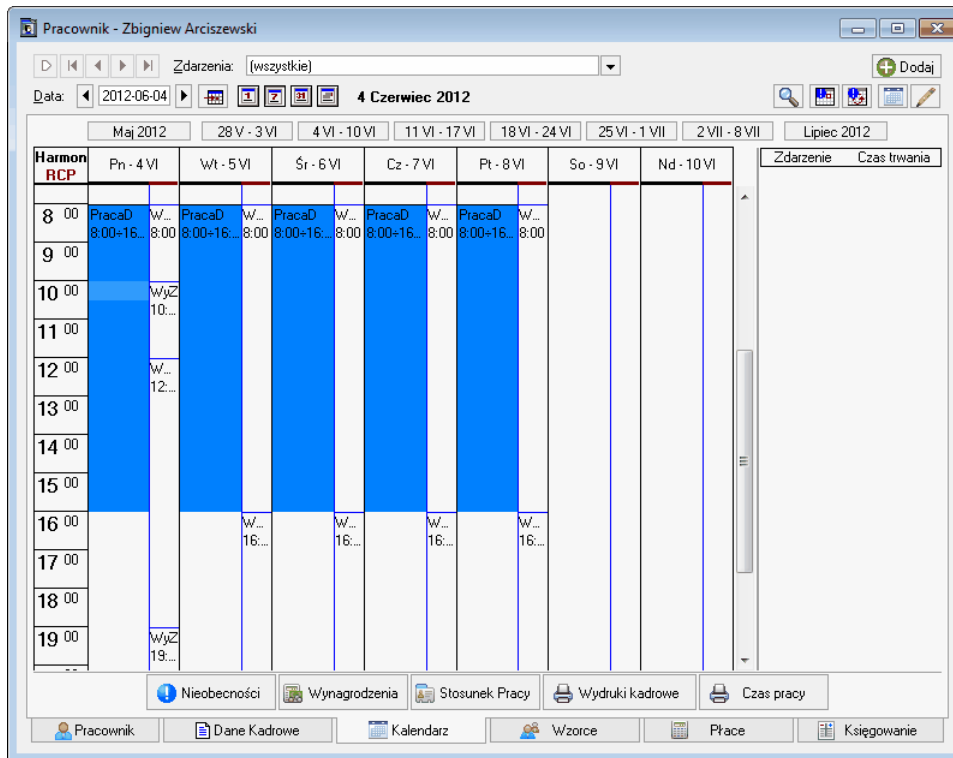 Pracownik - Zbigniew Arciszewski
Zdarzenia: (wszystkie) Dodaj
Data: 2012-06-04 1 7 31 4 Czerwiec 2012
Maj 2012 28 V - 3 VI 4 VI - 10 VI 11 VI - 17 VI 18 VI - 24 VI 25 VI - 1 VII 2 VII - 8 VII Lipiec 2012
Harmon RCP Pn - 4 VI Wt - 5 VI Śr - 6 VI Cz - 7 VI Pt - 8 VI So - 9 VI Nd - 10 VI Zdarzenie Czas trwania
8 00 PracaD W... PracaD W... PracaD W... PracaD W... PracaD W...
8:00÷16... 8:00 8:00÷16:... 8:00 8:00÷16:... 8:00 8:00÷16... 8:00 8:00÷16... 8:00
9 00
10 00 WyZ
10:...
11 00
12 00 W...
12:...
13 00
14 00
15 00
16 00 W... W... W... W...
16:... 16:... 16:... 16:...
17 00
18 00
19 00 WyZ
19:...
Nieobecności Wynagrodzenia Stosunek Pracy Wydruki kadrowe Czas pracy
Pracownik Dane Kadrowe Kalendarz Wzorce Płace Księgowanie